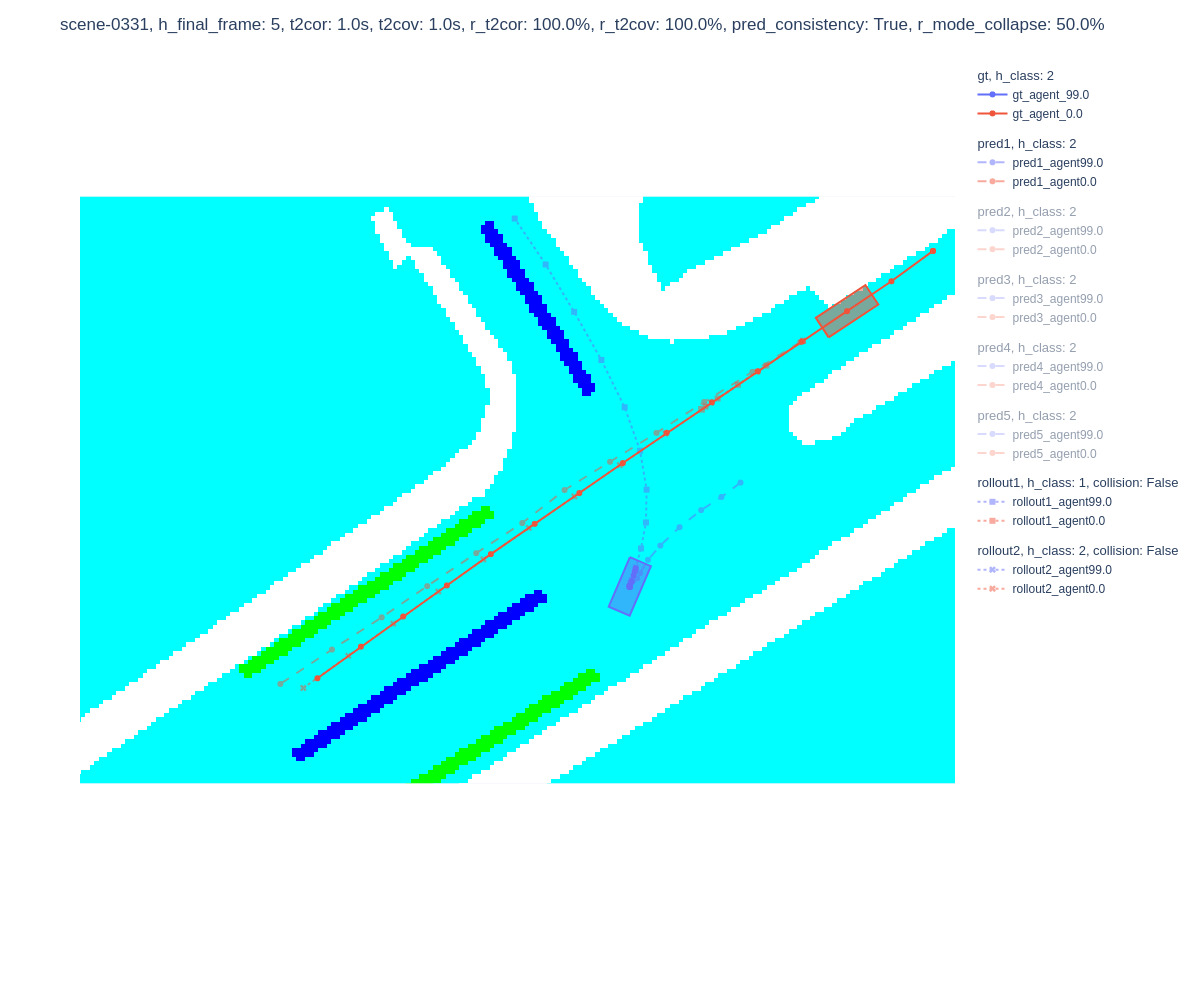 scene-0331, h_final_frame: 5, t2cor: 1.0s, t2cov: 1.0s, r_t2cor: 100.0%, r_t2cov: 100.0%, pred_consistency: True, r_mode_collapse: 50.0%
gt, h_class: 2
gt_agent_99.0
gt_agent_0.0
pred1, h_class: 2
pred1_agent99.0
pred1_agent0.0
pred2, h_class: 2
pred2_agent99.0
pred2_agent0.0
pred3, h_class: 2
pred3_agent99.0
pred3_agent0.0
pred4, h_class: 2
pred4_agent99.0
pred4_agent0.0
pred5, h_class: 2
pred5_agent99.0
pred5_agent0.0
rollout1, h_class: 1, collision: False
rollout1_agent99.0
rollout1_agent0.0
rollout2, h_class: 2, collision: False
rollout2_agent99.0
rollout2_agent0.0